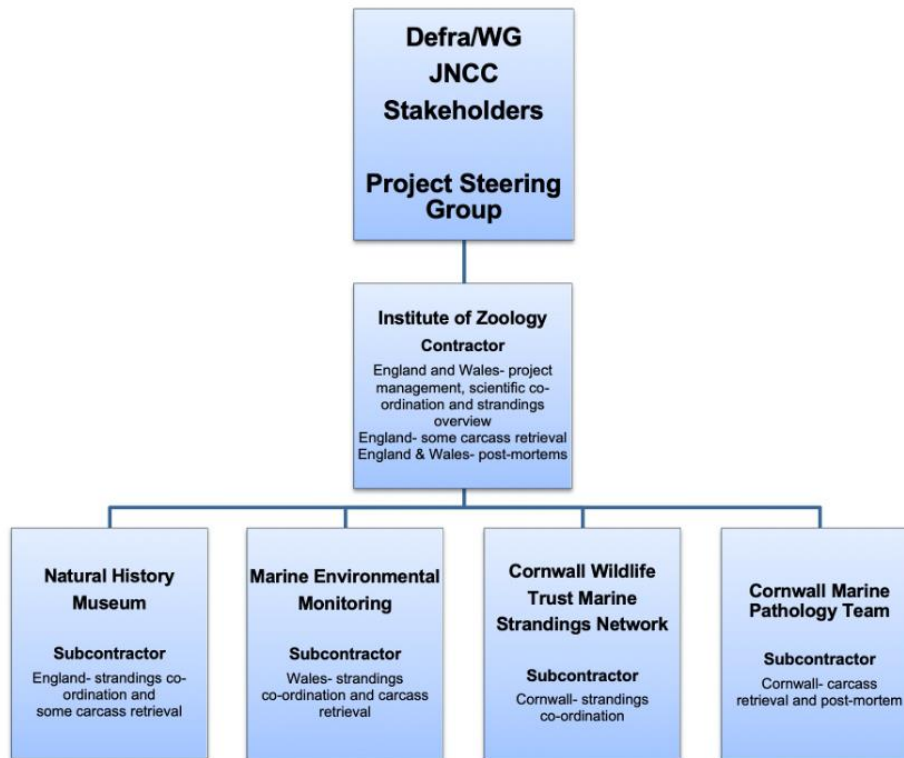 Defra/WG
JNCC
Stakeholders
Project Steering
Group
Institute of Zoology
Contractor
England and Wales- project
management, scientific co-
ordination and strandings
overview
England- some carcass retrieval
England & Wales- post-mortems
Natural History
Museum
Subcontractor
England- strandings co-
ordination and
some carcass retrieval
Marine Environmental
Monitoring
Subcontractor
Wales- strandings
co-ordination and carcass
retrieval
Cornwall Wildlife
Trust Marine
Strandings Network
Subcontractor
Cornwall- strandings
co-ordination
Cornwall Marine
Pathology Team
Subcontractor
Cornwall- carcass
retrieval and post-mortem